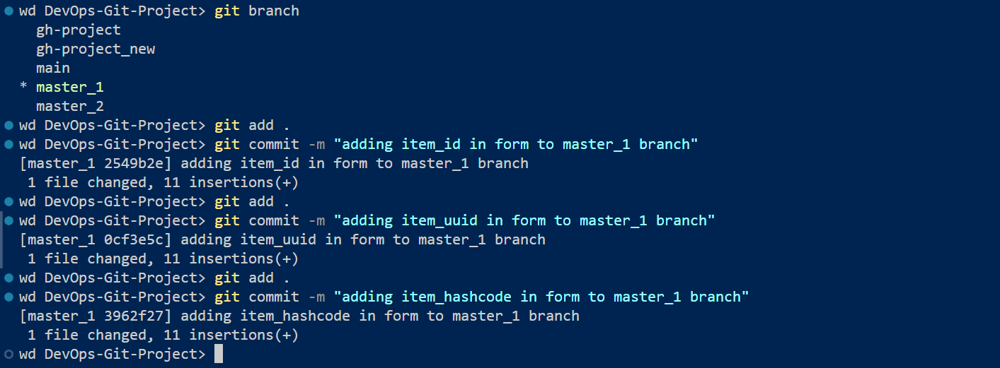 wd DevOps-Git-Project> git branch
gh-project
gh-project_new
main
* master_1
master_2
wd DevOps-Git-Project> git add .
wd DevOps-Git-Project> git commit -m "adding item_id in form to master_1 branch"
[master_1 2549b2e] adding item_id in form to master_1 branch
1 file changed, 11 insertions(+)
wd DevOps-Git-Project> git add .
wd DevOps-Git-Project> git commit -m "adding item_uuid in form to master_1 branch"
[master_1 0cf3e5c] adding item_uuid in form to master_1 branch
1 file changed, 11 insertions(+)
wd DevOps-Git-Project> git add .
wd DevOps-Git-Project> git commit -m "adding item_hashcode in form to master_1 branch"
[master_1 3962f27] adding item_hashcode in form to master_1 branch
1 file changed, 11 insertions(+)
wd DevOps-Git-Project>